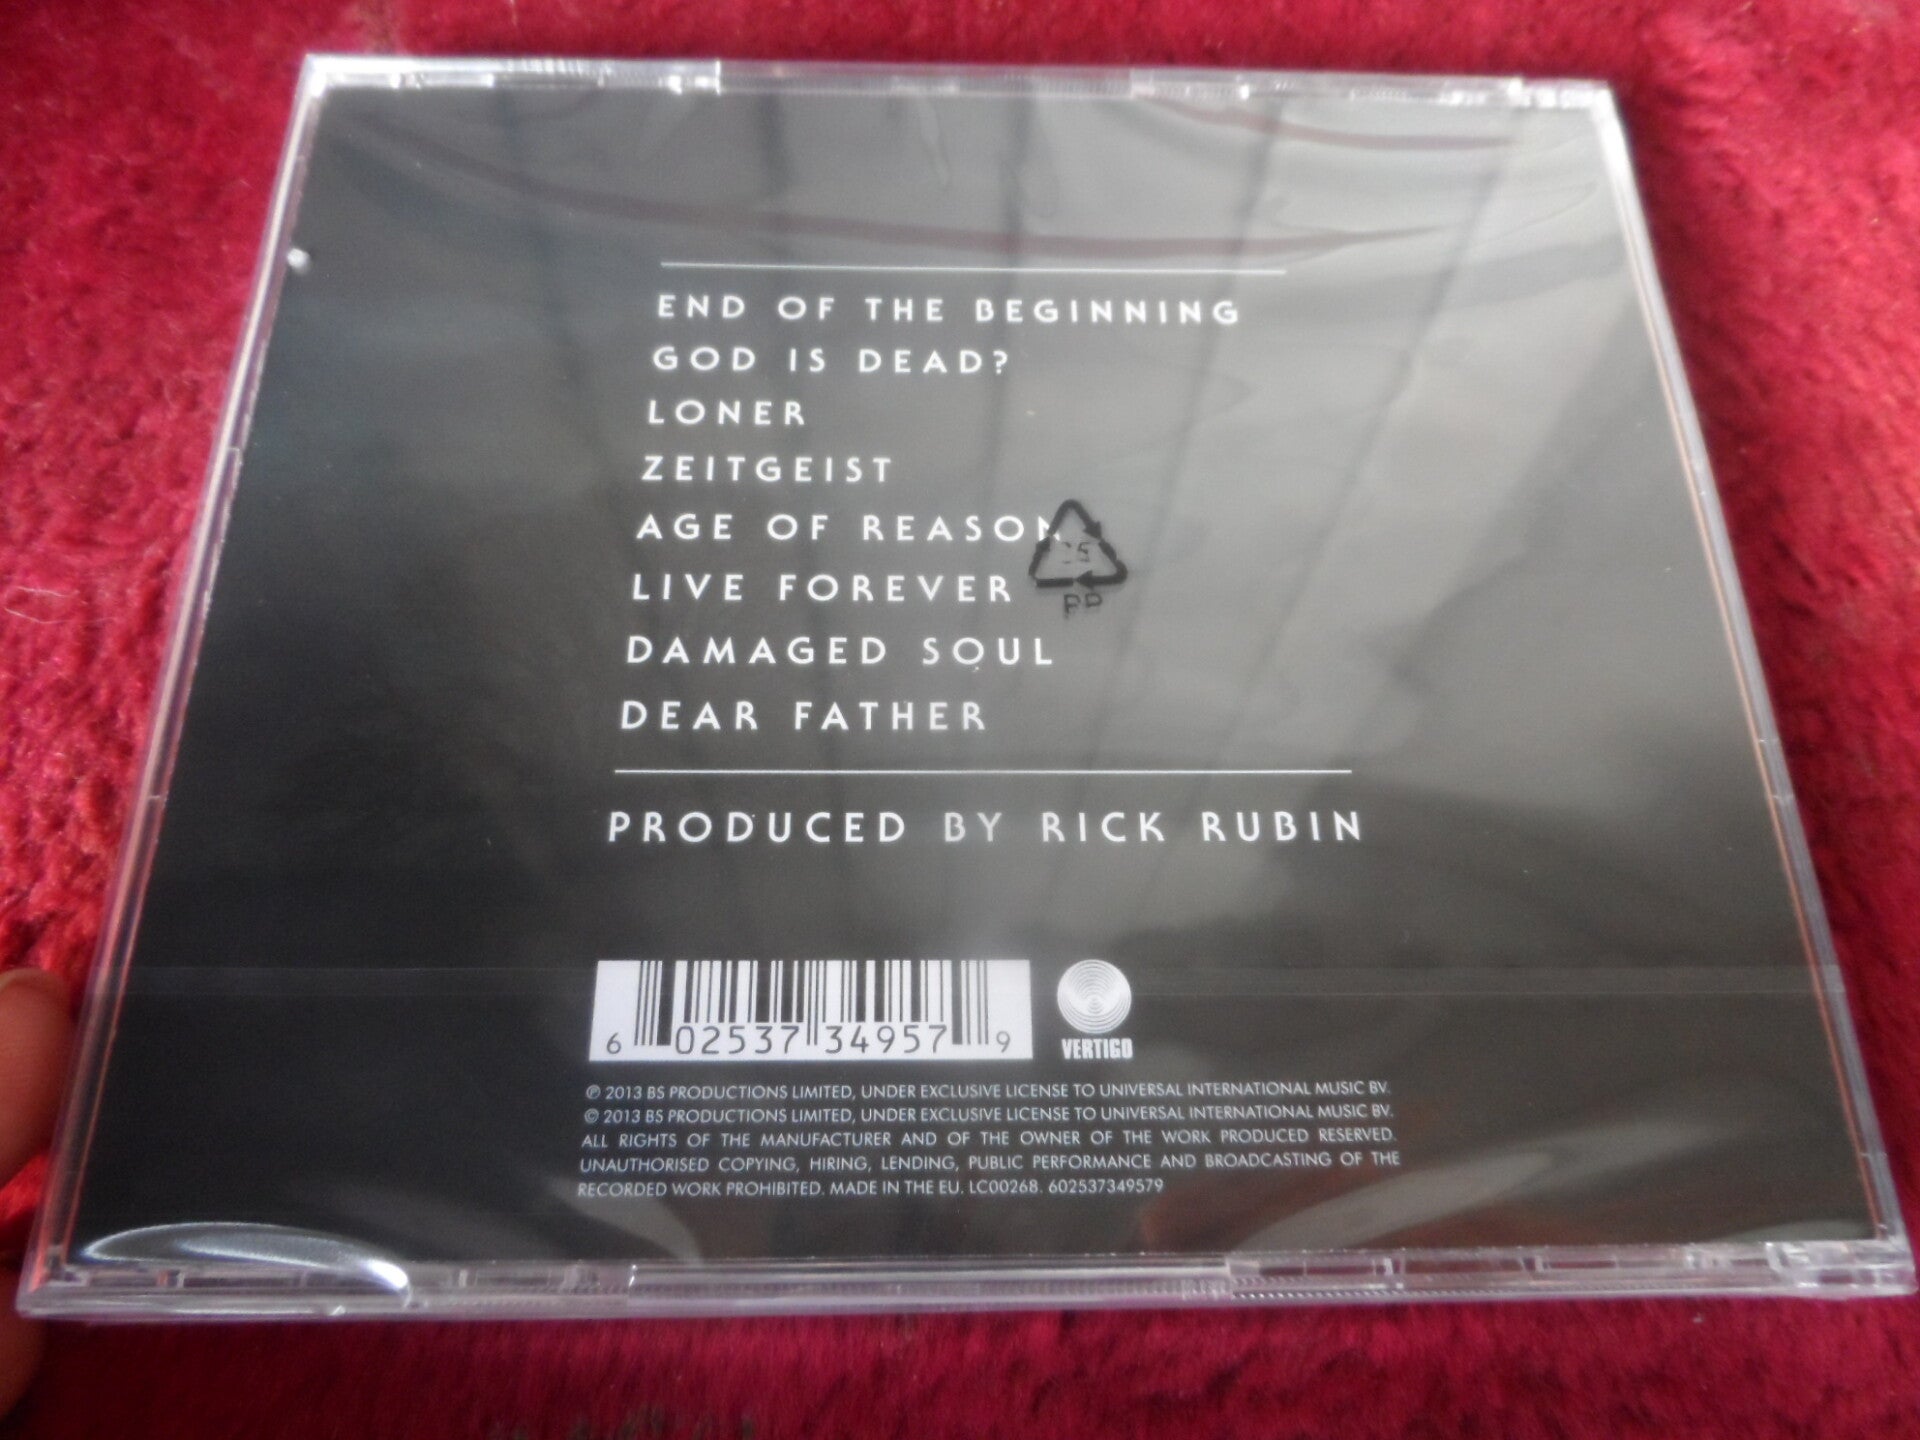 END OF THE BEGINNING
GOD IS DEAD?
LONER
ZEITGEIST
AGE OF REASON
LIVE FOREVER
DAMAGED SOUL
DEAR FATHER
PRODUCED BY RICK RUBIN
6 02537 34957 9
VERTIGO
℗ 2013 BS PRODUCTIONS LIMITED, UNDER EXCLUSIVE LICENSE TO UNIVERSAL INTERNATIONAL MUSIC BV.
© 2013 BS PRODUCTIONS LIMITED, UNDER EXCLUSIVE LICENSE TO UNIVERSAL INTERNATIONAL MUSIC BV.
ALL RIGHTS OF THE MANUFACTURER AND OF THE OWNER OF THE WORK PRODUCED RESERVED.
UNAUTHORISED COPYING, HIRING, LENDING, PUBLIC PERFORMANCE AND BROADCASTING OF THE
RECORDED WORK PROHIBITED. MADE IN THE EU. LC00268. 602537349579